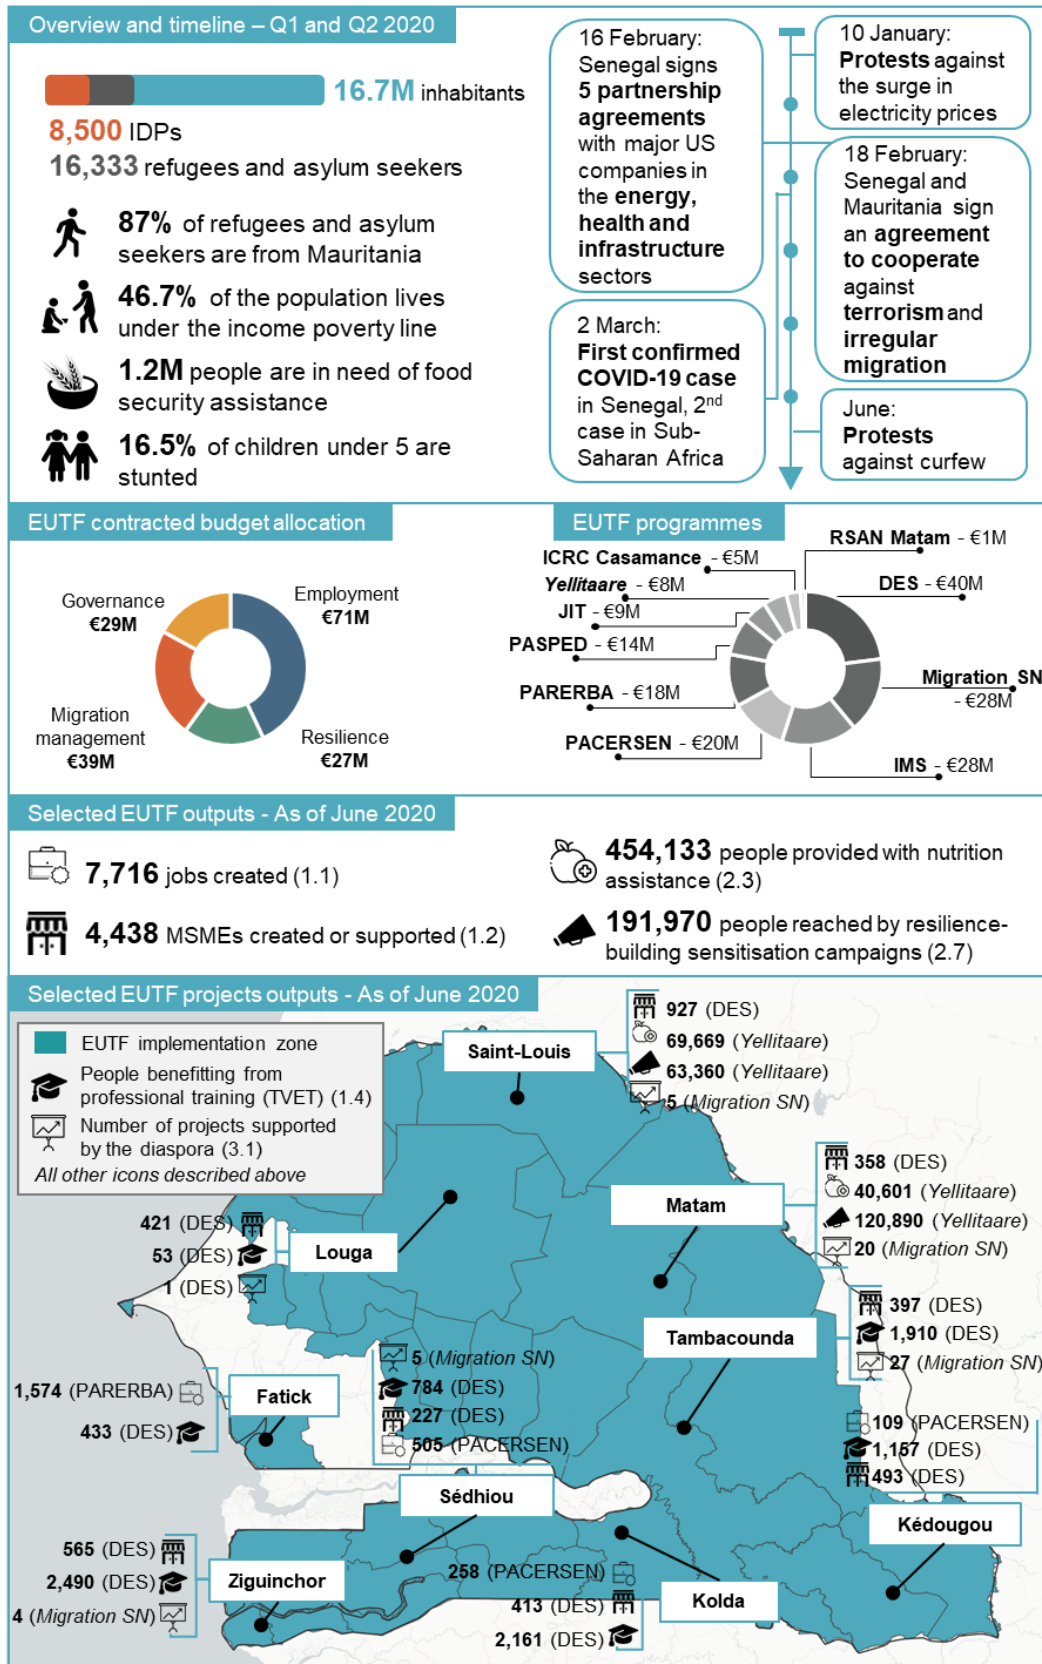 Overview and timeline – Q1 and Q2 2020
16.7M inhabitants
8,500 IDPs
16,333 refugees and asylum seekers
87% of refugees and asylum
seekers are from Mauritania
46.7% of the population lives
under the income poverty line
1.2M people are in need of food
security assistance
16.5% of children under 5 are
stunted
10 January:
Protests against
the surge in
electricity prices
16 February:
Senegal signs
5 partnership
agreements
with major US
companies in
the energy,
health and
infrastructure
sectors
18 February:
Senegal and
Mauritania sign
an agreement
to cooperate
against
terrorism and
irregular
migration
2 March:
First confirmed
COVID-19 case
in Senegal, 2nd
case in Sub-
Saharan Africa
June:
Protests
against curfew
EUTF contracted budget allocation
Governance
€29M
Employment
€71M
Migration
management
€39M
Resilience
€27M
EUTF programmes
RSAN Matam - €1M
ICRC Casamance - €5M
Yellitaare - €8M
DES - €40M
JIT - €9M
PASPED - €14M
Migration SN
- €28M
PARERBA - €18M
PACERSEN - €20M
IMS - €28M
Selected EUTF outputs - As of June 2020
7,716 jobs created (1.1)
4,438 MSMEs created or supported (1.2)
454,133 people provided with nutrition
assistance (2.3)
191,970 people reached by resilience-
building sensitisation campaigns (2.7)
Selected EUTF projects outputs - As of June 2020
EUTF implementation zone
People benefitting from
professional training (TVET) (1.4)
Number of projects supported
by the diaspora (3.1)
All other icons described above
Saint-Louis
927 (DES)
69,669 (Yellitaare)
63,360 (Yellitaare)
5 (Migration SN)
Matam
358 (DES)
40,601 (Yellitaare)
120,890 (Yellitaare)
20 (Migration SN)
421 (DES)
53 (DES)
1 (DES)
Louga
Tambacounda
397 (DES)
1,910 (DES)
27 (Migration SN)
1,574 (PARERBA)
433 (DES)
Fatick
5 (Migration SN)
784 (DES)
227 (DES)
505 (PACERSEN)
Sédhiou
109 (PACERSEN)
1,157 (DES)
493 (DES)
Kédougou
565 (DES)
2,490 (DES)
4 (Migration SN)
Ziguinchor
258 (PACERSEN)
413 (DES)
2,161 (DES)
Kolda